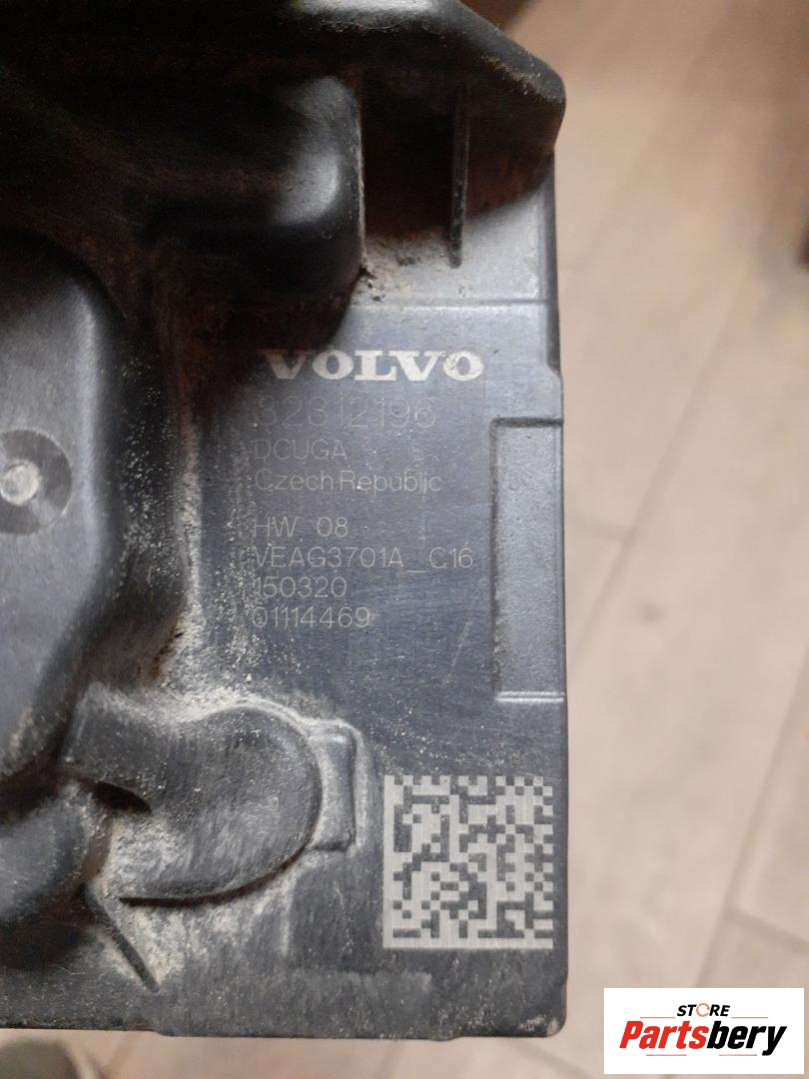 VOLVO
32312196
DCUGA
Czech Republic
HW 08
VEAG3701A_C16
150320
01114469
STORE
Partsbery